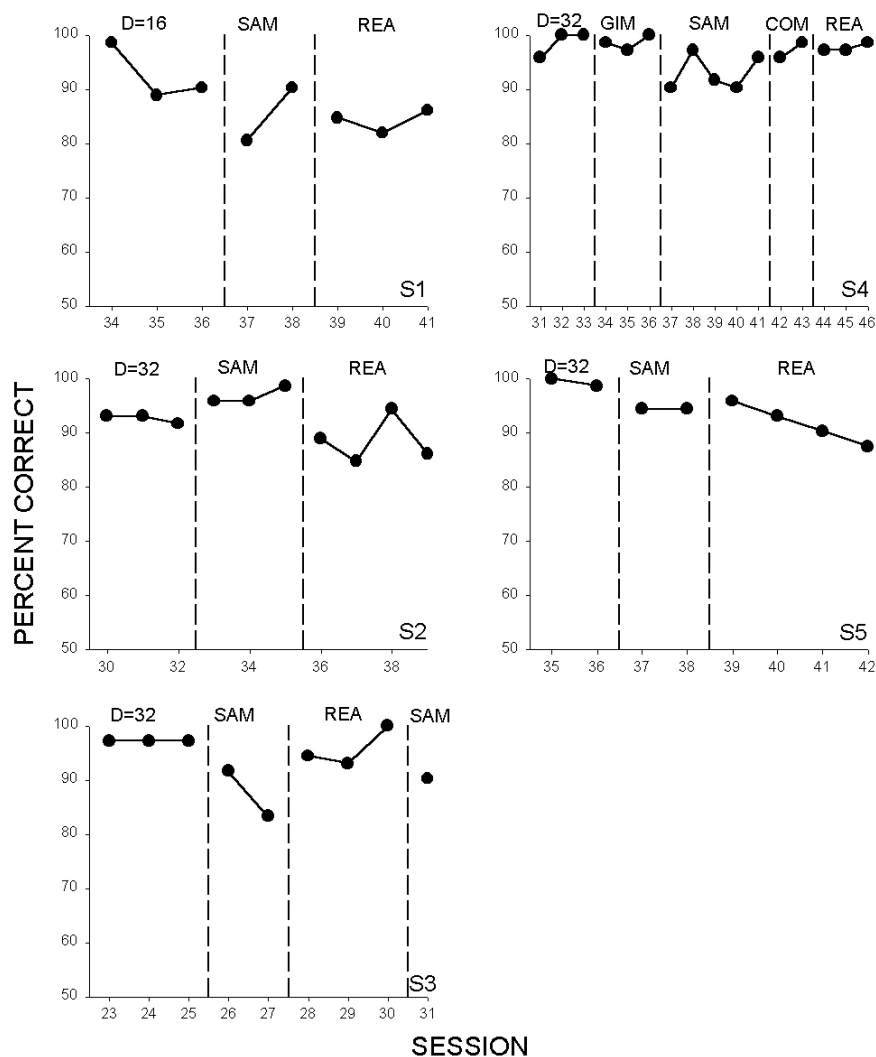 D=16 SAM REA
100
90
80
70
60
50
S1
34 35 36 37 38 39 40 41
D=32 GIM SAM COM REA
100
90
80
70
60
50
S4
31 32 33 34 35 36 37 38 39 40 41 42 43 44 45 46
D=32 SAM REA
100
90
80
70
60
50
S2
30 32 34 36 38
D=32 SAM REA
100
90
80
70
60
50
S5
35 36 37 38 39 40 41 42
PERCENT CORRECT
D=32 SAM REA SAM
100
90
80
70
60
50
S3
23 24 25 26 27 28 29 30 31
SESSION